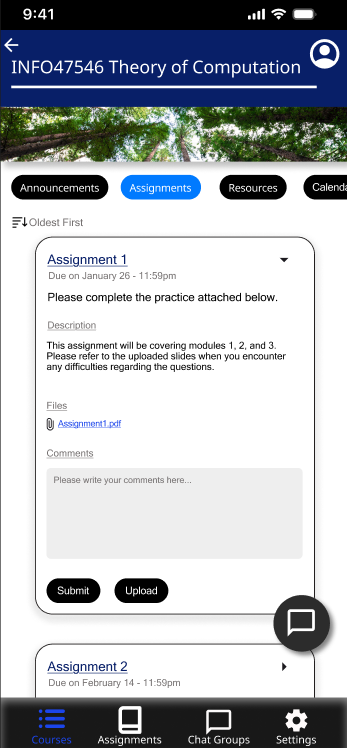 9:41
INFO47546 Theory of Computation
Announcements
Assignments
Resources
Calenda
Oldest First
Assignment 1
Due on January 26 - 11:59pm
Please complete the practice attached below.
Description
This assignment will be covering modules 1, 2, and 3.
Please refer to the uploaded slides when you encounter
any difficulties regarding the questions.
Files
Assignment1.pdf
Comments
Please write your comments here...
Submit
Upload
Assignment 2
Due on February 14 - 11:59pm
Courses
Assignments
Chat Groups
Settings